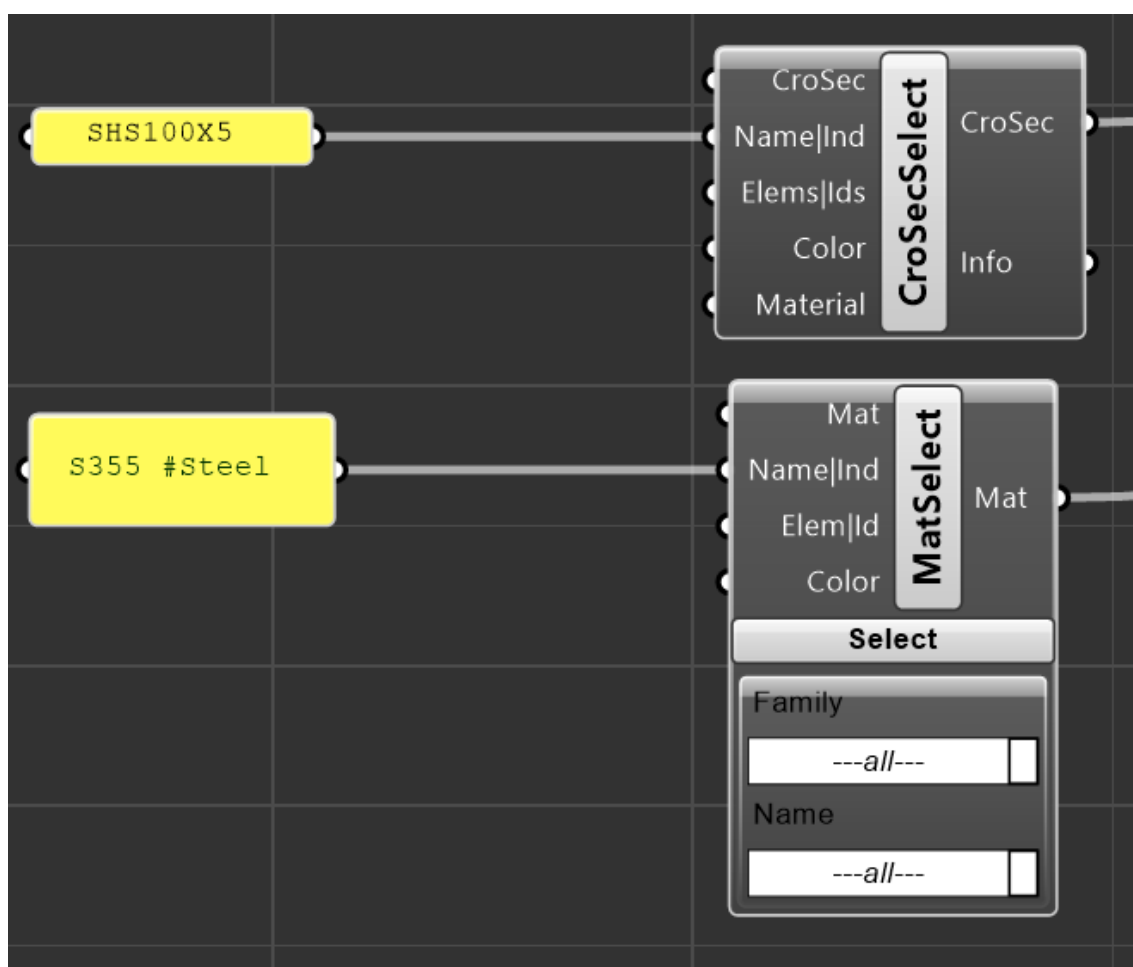 SHS100X5
CroSec
Name|Ind
Elems|Ids
Color
Material
CroSecSelect
CroSec
Info
S355 #Steel
Mat
Name|Ind
Elem|Id
Color
MatSelect
Mat
Select
Family
---all---
Name
---all---